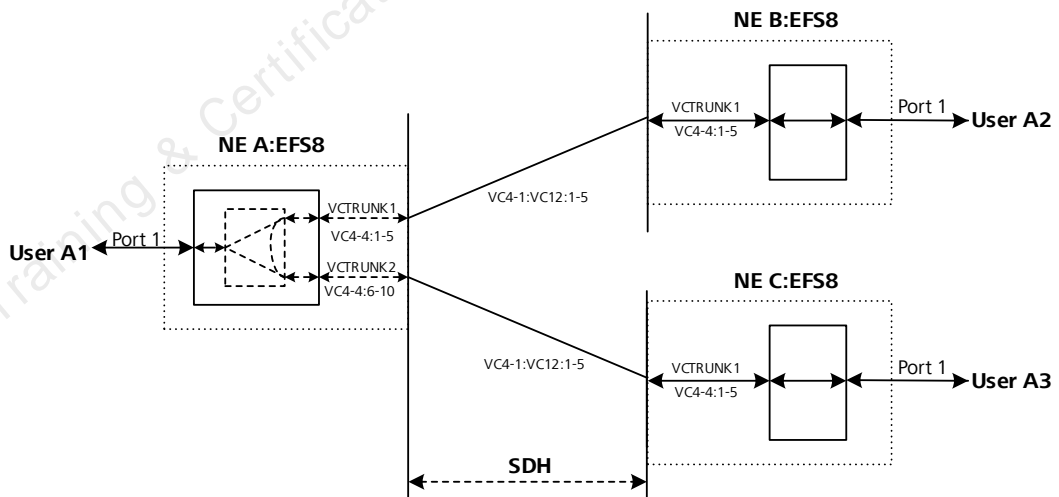 Training & Certificat
NE B:EFS8
VCTRUNK1
VC4-4:1-5
Port 1
User A2
NE A:EFS8
VC4-1:VC12:1-5
User A1
Port 1
VCTRUNK1
VC4-4:1-5
VCTRUNK2
VC4-4:6-10
NE C:EFS8
VC4-1:VC12:1-5
VCTRUNK1
VC4-4:1-5
Port 1
User A3
SDH